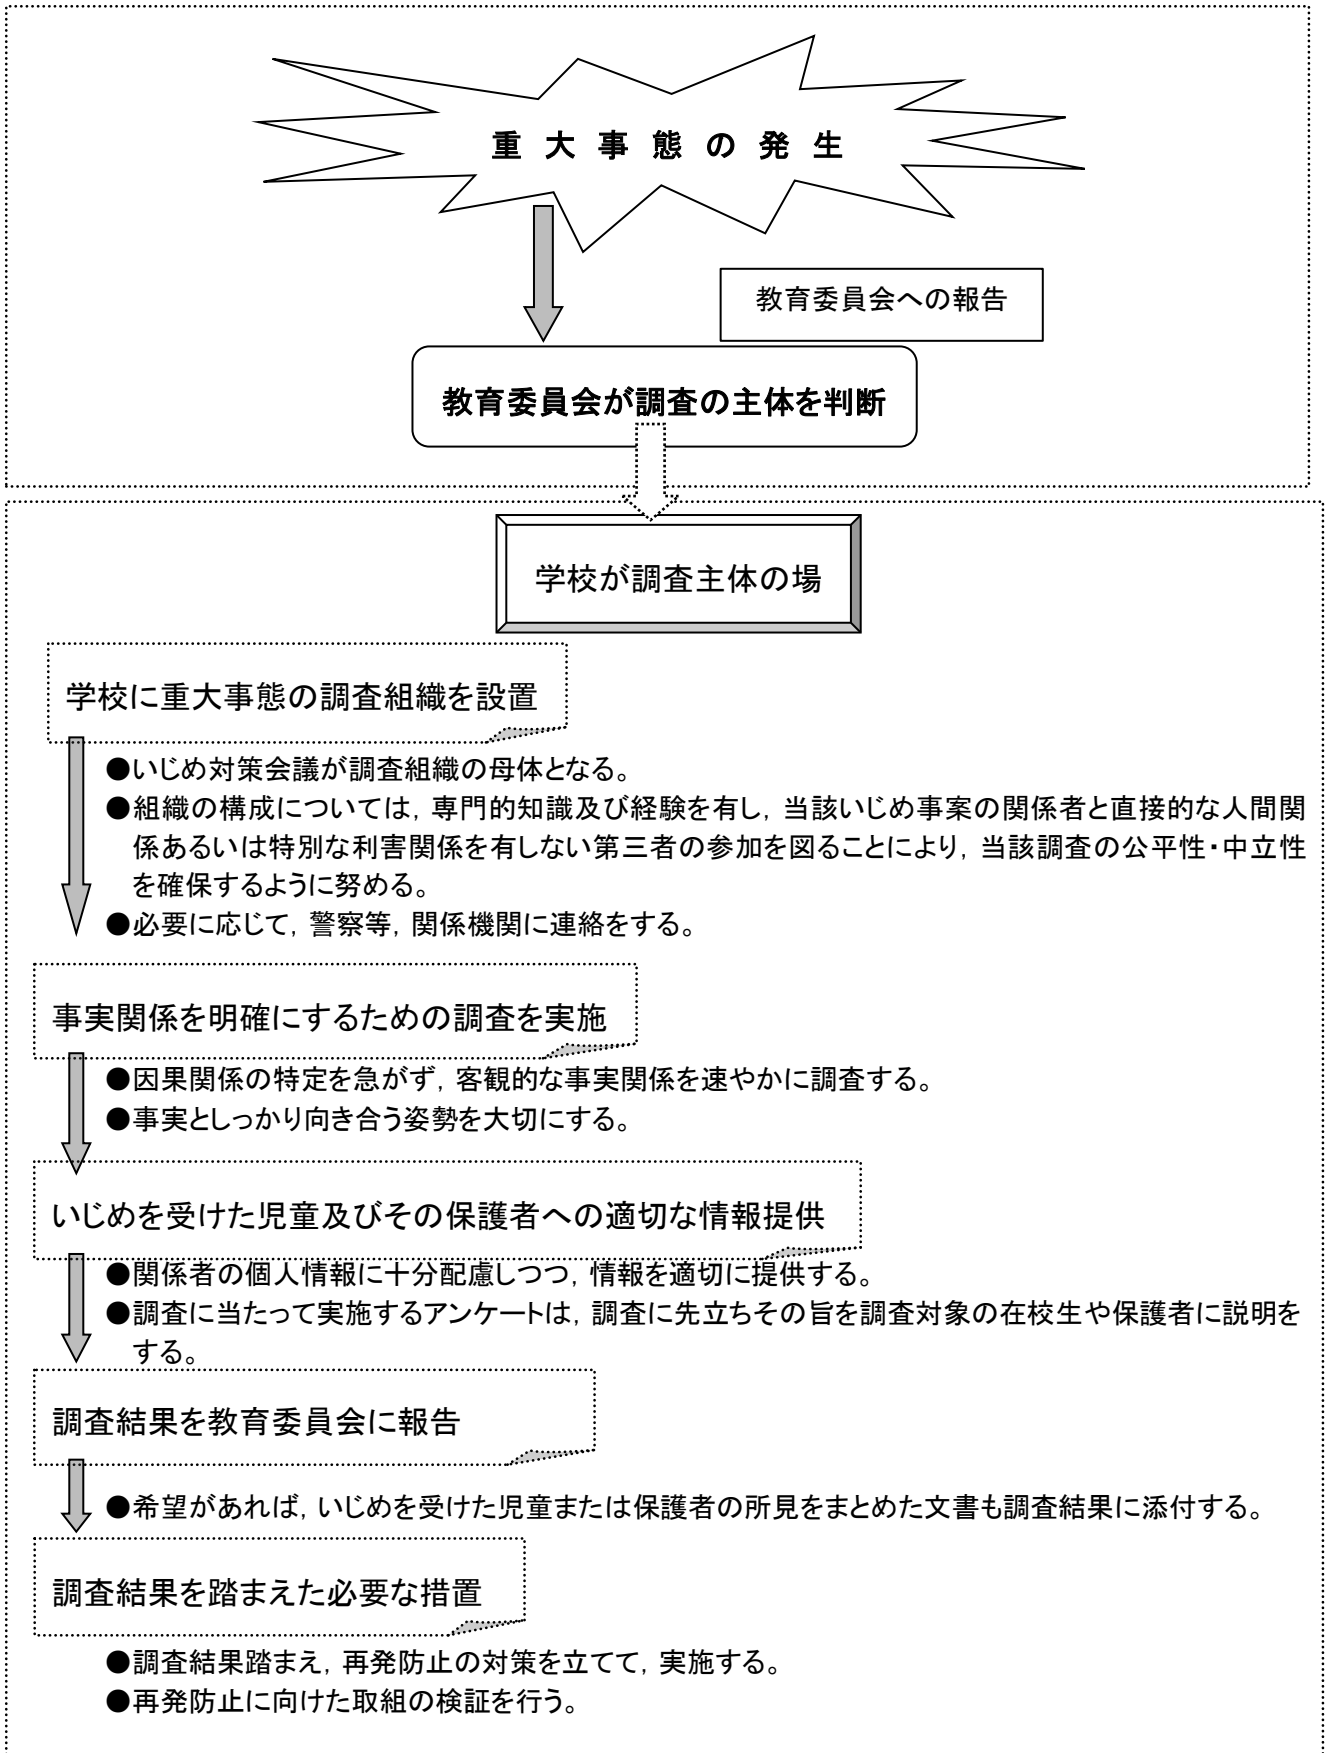 重大事態の発生
教育委員会への報告
教育委員会が調査の主体を判断
学校が調査主体の場
学校に重大事態の調査組織を設置
●いじめ対策会議が調査組織の母体となる。
●組織の構成については，専門的知識及び経験を有し，当該いじめ事案の関係者と直接的な人間関
係あるいは特別な利害関係を有しない第三者の参加を図ることにより，当該調査の公平性・中立性
を確保するように努める。
●必要に応じて，警察等，関係機関に連絡をする。
事実関係を明確にするための調査を実施
●因果関係の特定を急がず，客観的な事実関係を速やかに調査する。
●事実としっかり向き合う姿勢を大切にする。
いじめを受けた児童及びその保護者への適切な情報提供
●関係者の個人情報に十分配慮しつつ，情報を適切に提供する。
●調査に当たって実施するアンケートは，調査に先立ちその旨を調査対象の在校生や保護者に説明を
する。
調査結果を教育委員会に報告
●希望があれば，いじめを受けた児童または保護者の所見をまとめた文書も調査結果に添付する。
調査結果を踏まえた必要な措置
●調査結果踏まえ，再発防止の対策を立てて，実施する。
●再発防止に向けた取組の検証を行う。